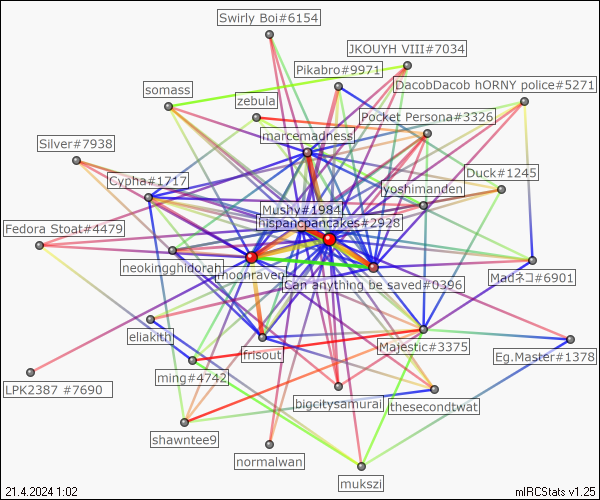 Swirly Boi#6154
JKOUYH VIII#7034
Pikabro#9971
DacobDacob hORNY police#5271
somass
zebula
Pocket Persona#3326
marcemadness
Silver#7938
Duck#1245
Cypha#1717
yoshimanden
Mushy#1984
hispanicpancakes#2928
Fedora Stoat#4479
neokingghidorah
moonraven
Can anything be saved#0396
Madネコ#6901
eliakith
frisout
Majestic#3375
Eg.Master#1378
ming#4742
LPK2387 #7690
bigcitysamurai
thesecondtwat
shawntee9
normalwan
mukszi
21.4.2024 1:02
mIRCStats v1.25